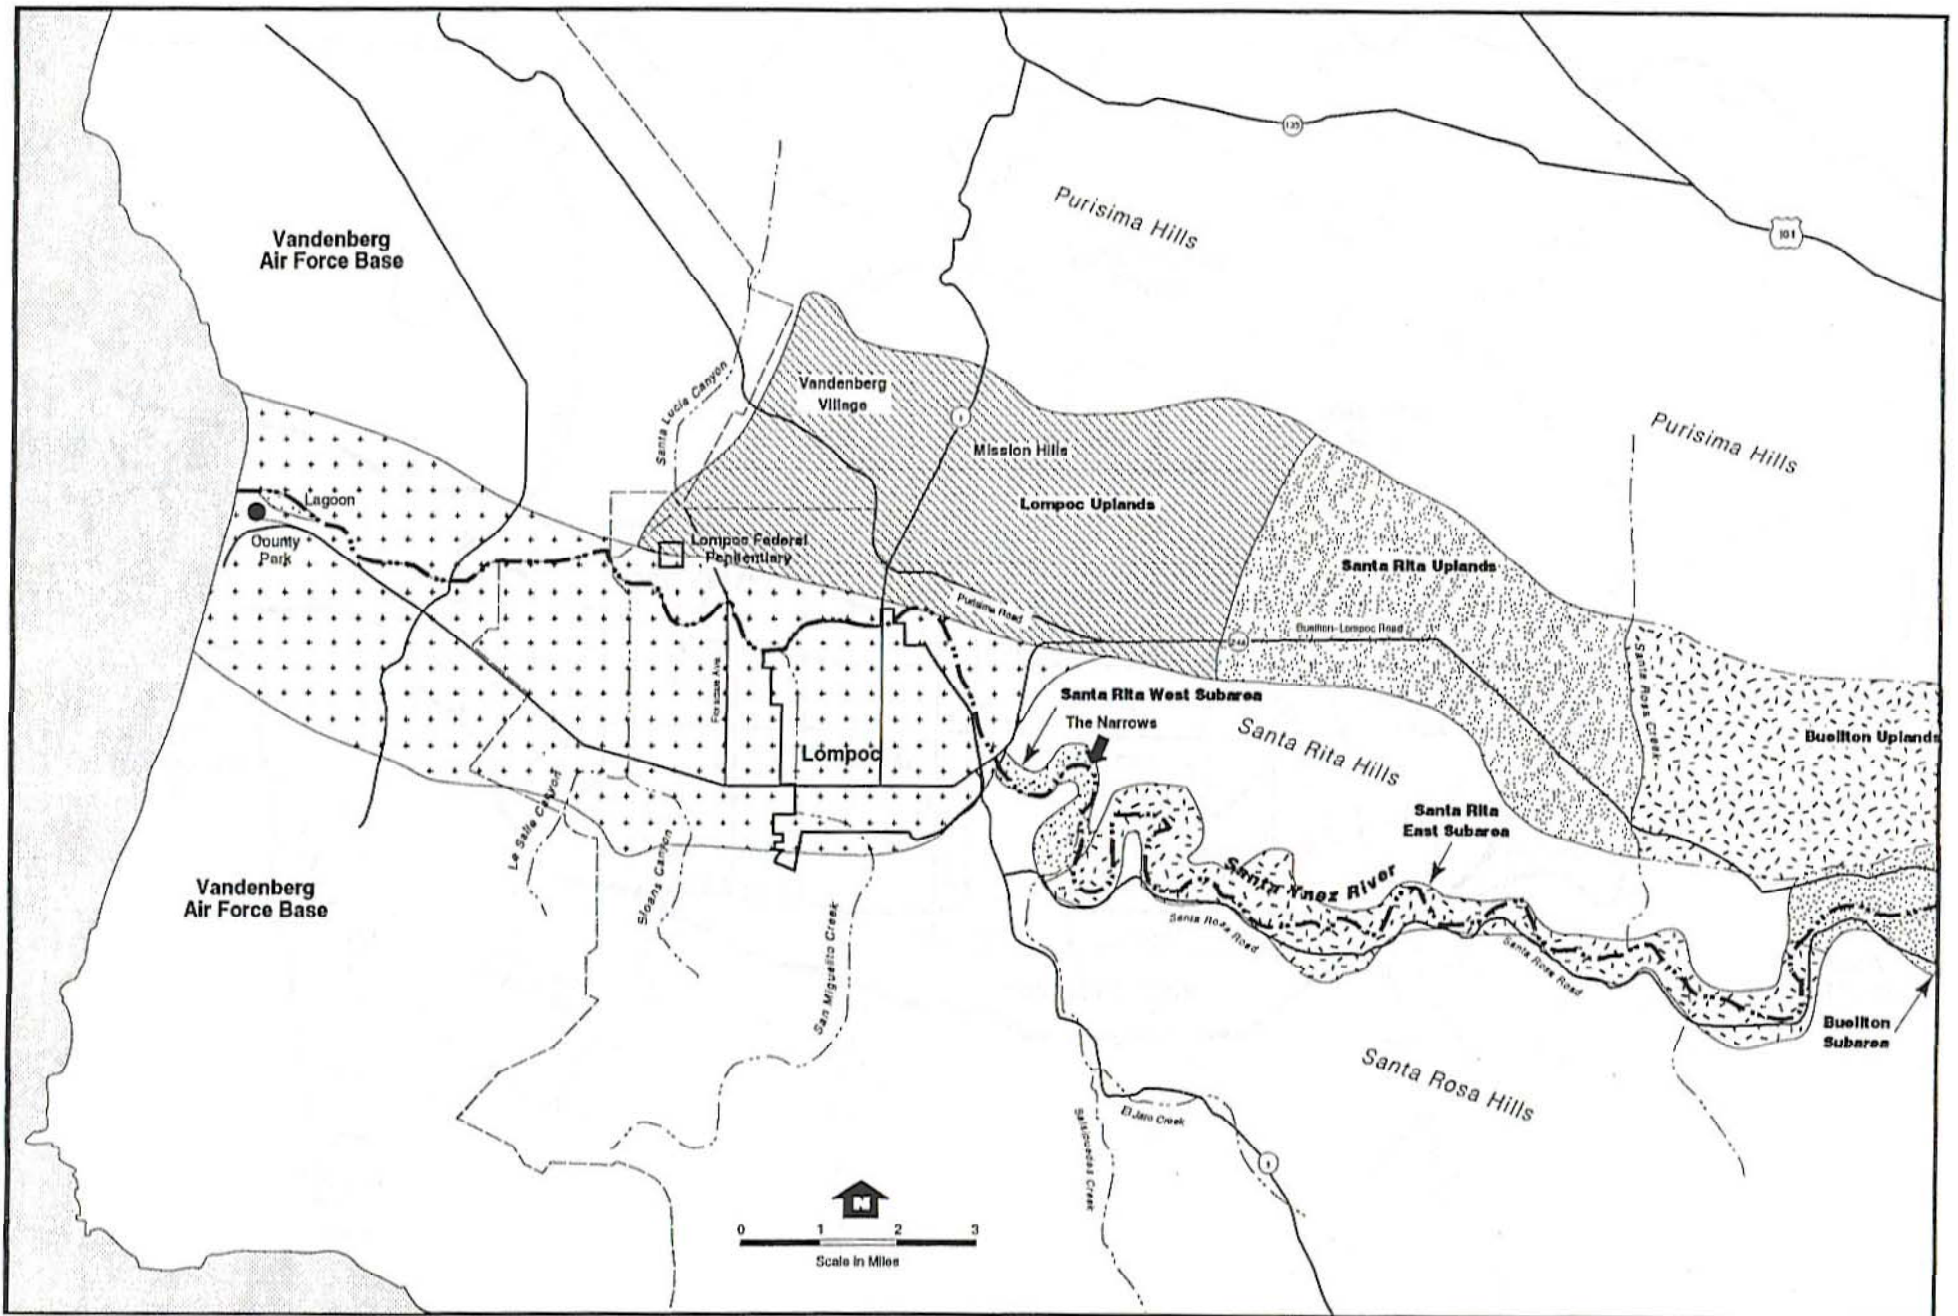 135
Purisima Hills
101
Vandenberg
Air Force Base
Santa Lucia Canyon
Vandenberg
Village
1
Purisima Hills
Mission Hills
Lompoc Uplands
Lagoon
County
Park
Lompoc Federal
Penitentiary
Santa Rita Uplands
Purisima Road
Buellton-Lompoc Road
246
Santa Rosa Creek
Floradale Ave
Santa Rita West Subarea
The Narrows
Santa Rita Hills
Buellton Uplands
Lompoc
La Salle Canyon
Santa Rita
East Subarea
Sloans Canyon
Santa Ynez River
Vandenberg
Air Force Base
San Miguelito Creek
Santa Rosa Road
Santa Rosa Road
Buellton
Subarea
Santa Rosa Hills
El Jaro Creek
Salsipuedes Creek
1
N
0 1 2 3
Scale in Miles